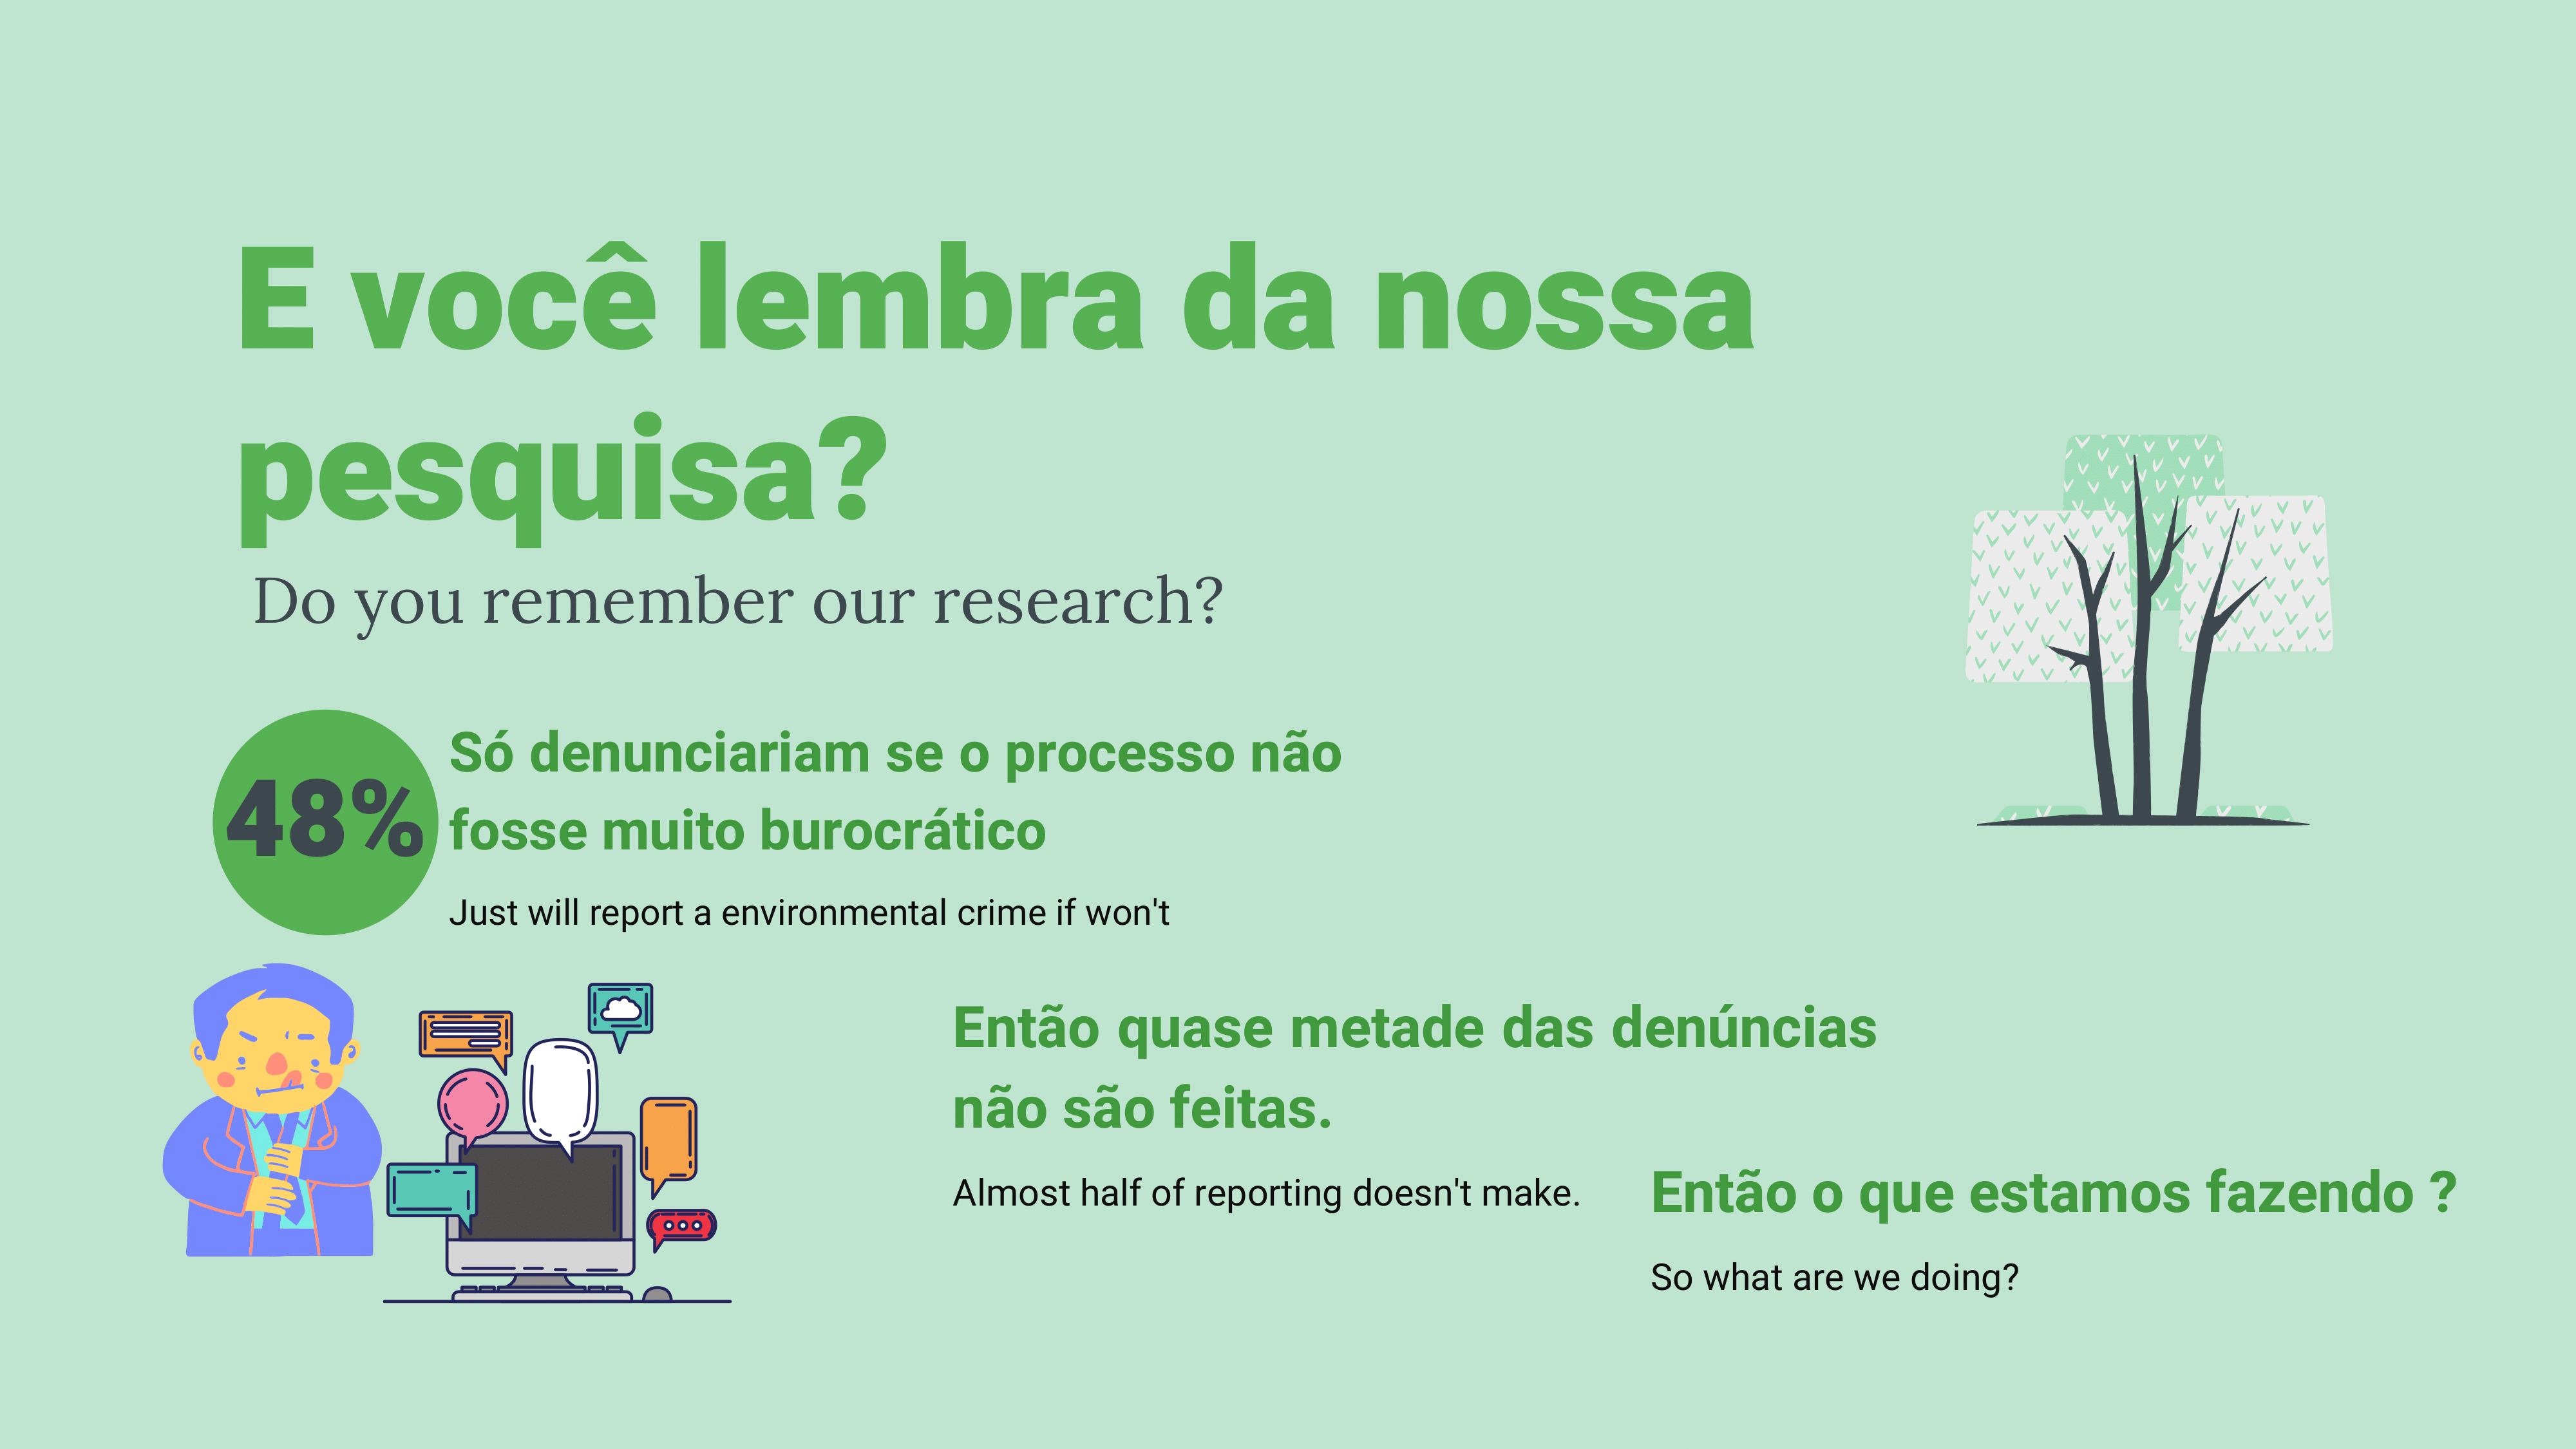 E você lembra da nossa
pesquisa?
Do you remember our research?
48%
Só denunciariam se o processo não
fosse muito burocrático
Just will report a environmental crime if won't
Então quase metade das denúncias
não são feitas.
Almost half of reporting doesn't make.
Então o que estamos fazendo ?
So what are we doing?